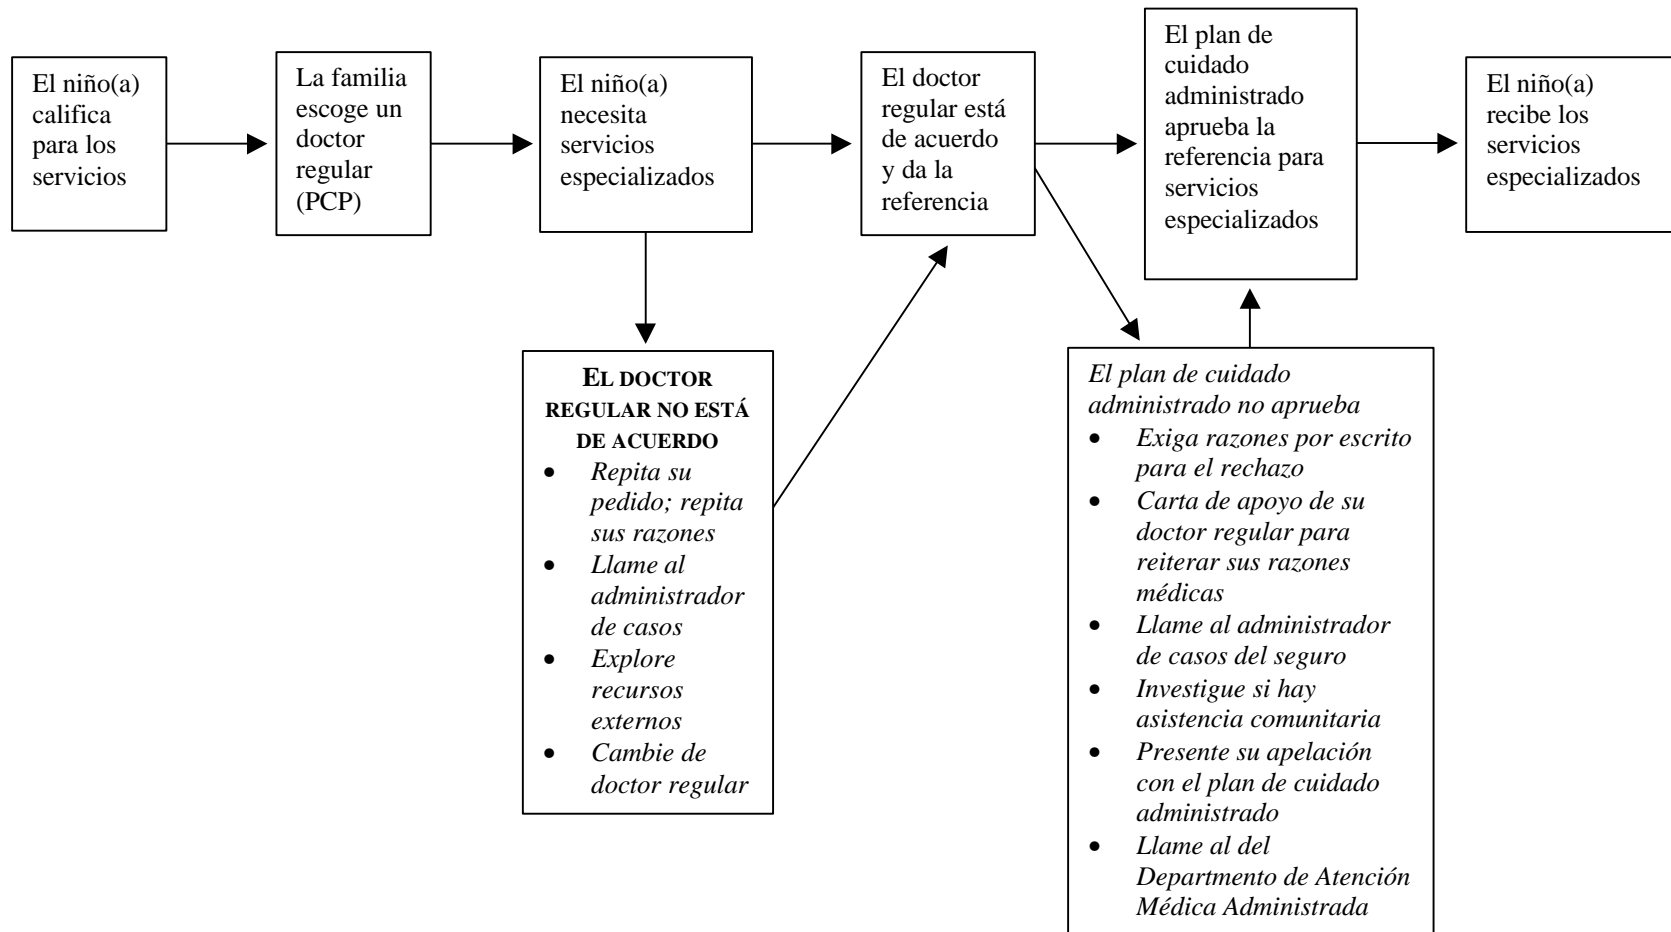 El niño(a)
califica
para los
servicios
La familia
escoge un
doctor
regular
(PCP)
El niño(a)
necesita
servicios
especializados
El doctor
regular está
de acuerdo
y da la
referencia
El plan de
cuidado
administrado
aprueba la
referencia para
servicios
especializados
El niño(a)
recibe los
servicios
especializados
EL DOCTOR
REGULAR NO ESTÁ
DE ACUERDO
• Repita su
pedido; repita
sus razones
• Llame al
administrador
de casos
• Explore
recursos
externos
• Cambie de
doctor regular
El plan de cuidado
administrado no aprueba
• Exiga razones por escrito
para el rechazo
• Carta de apoyo de su
doctor regular para
reiterar sus razones
médicas
• Llame al administrador
de casos del seguro
• Investigue si hay
asistencia comunitaria
• Presente su apelación
con el plan de cuidado
administrado
• Llame al del
Departmento de Atención
Médica Administrada